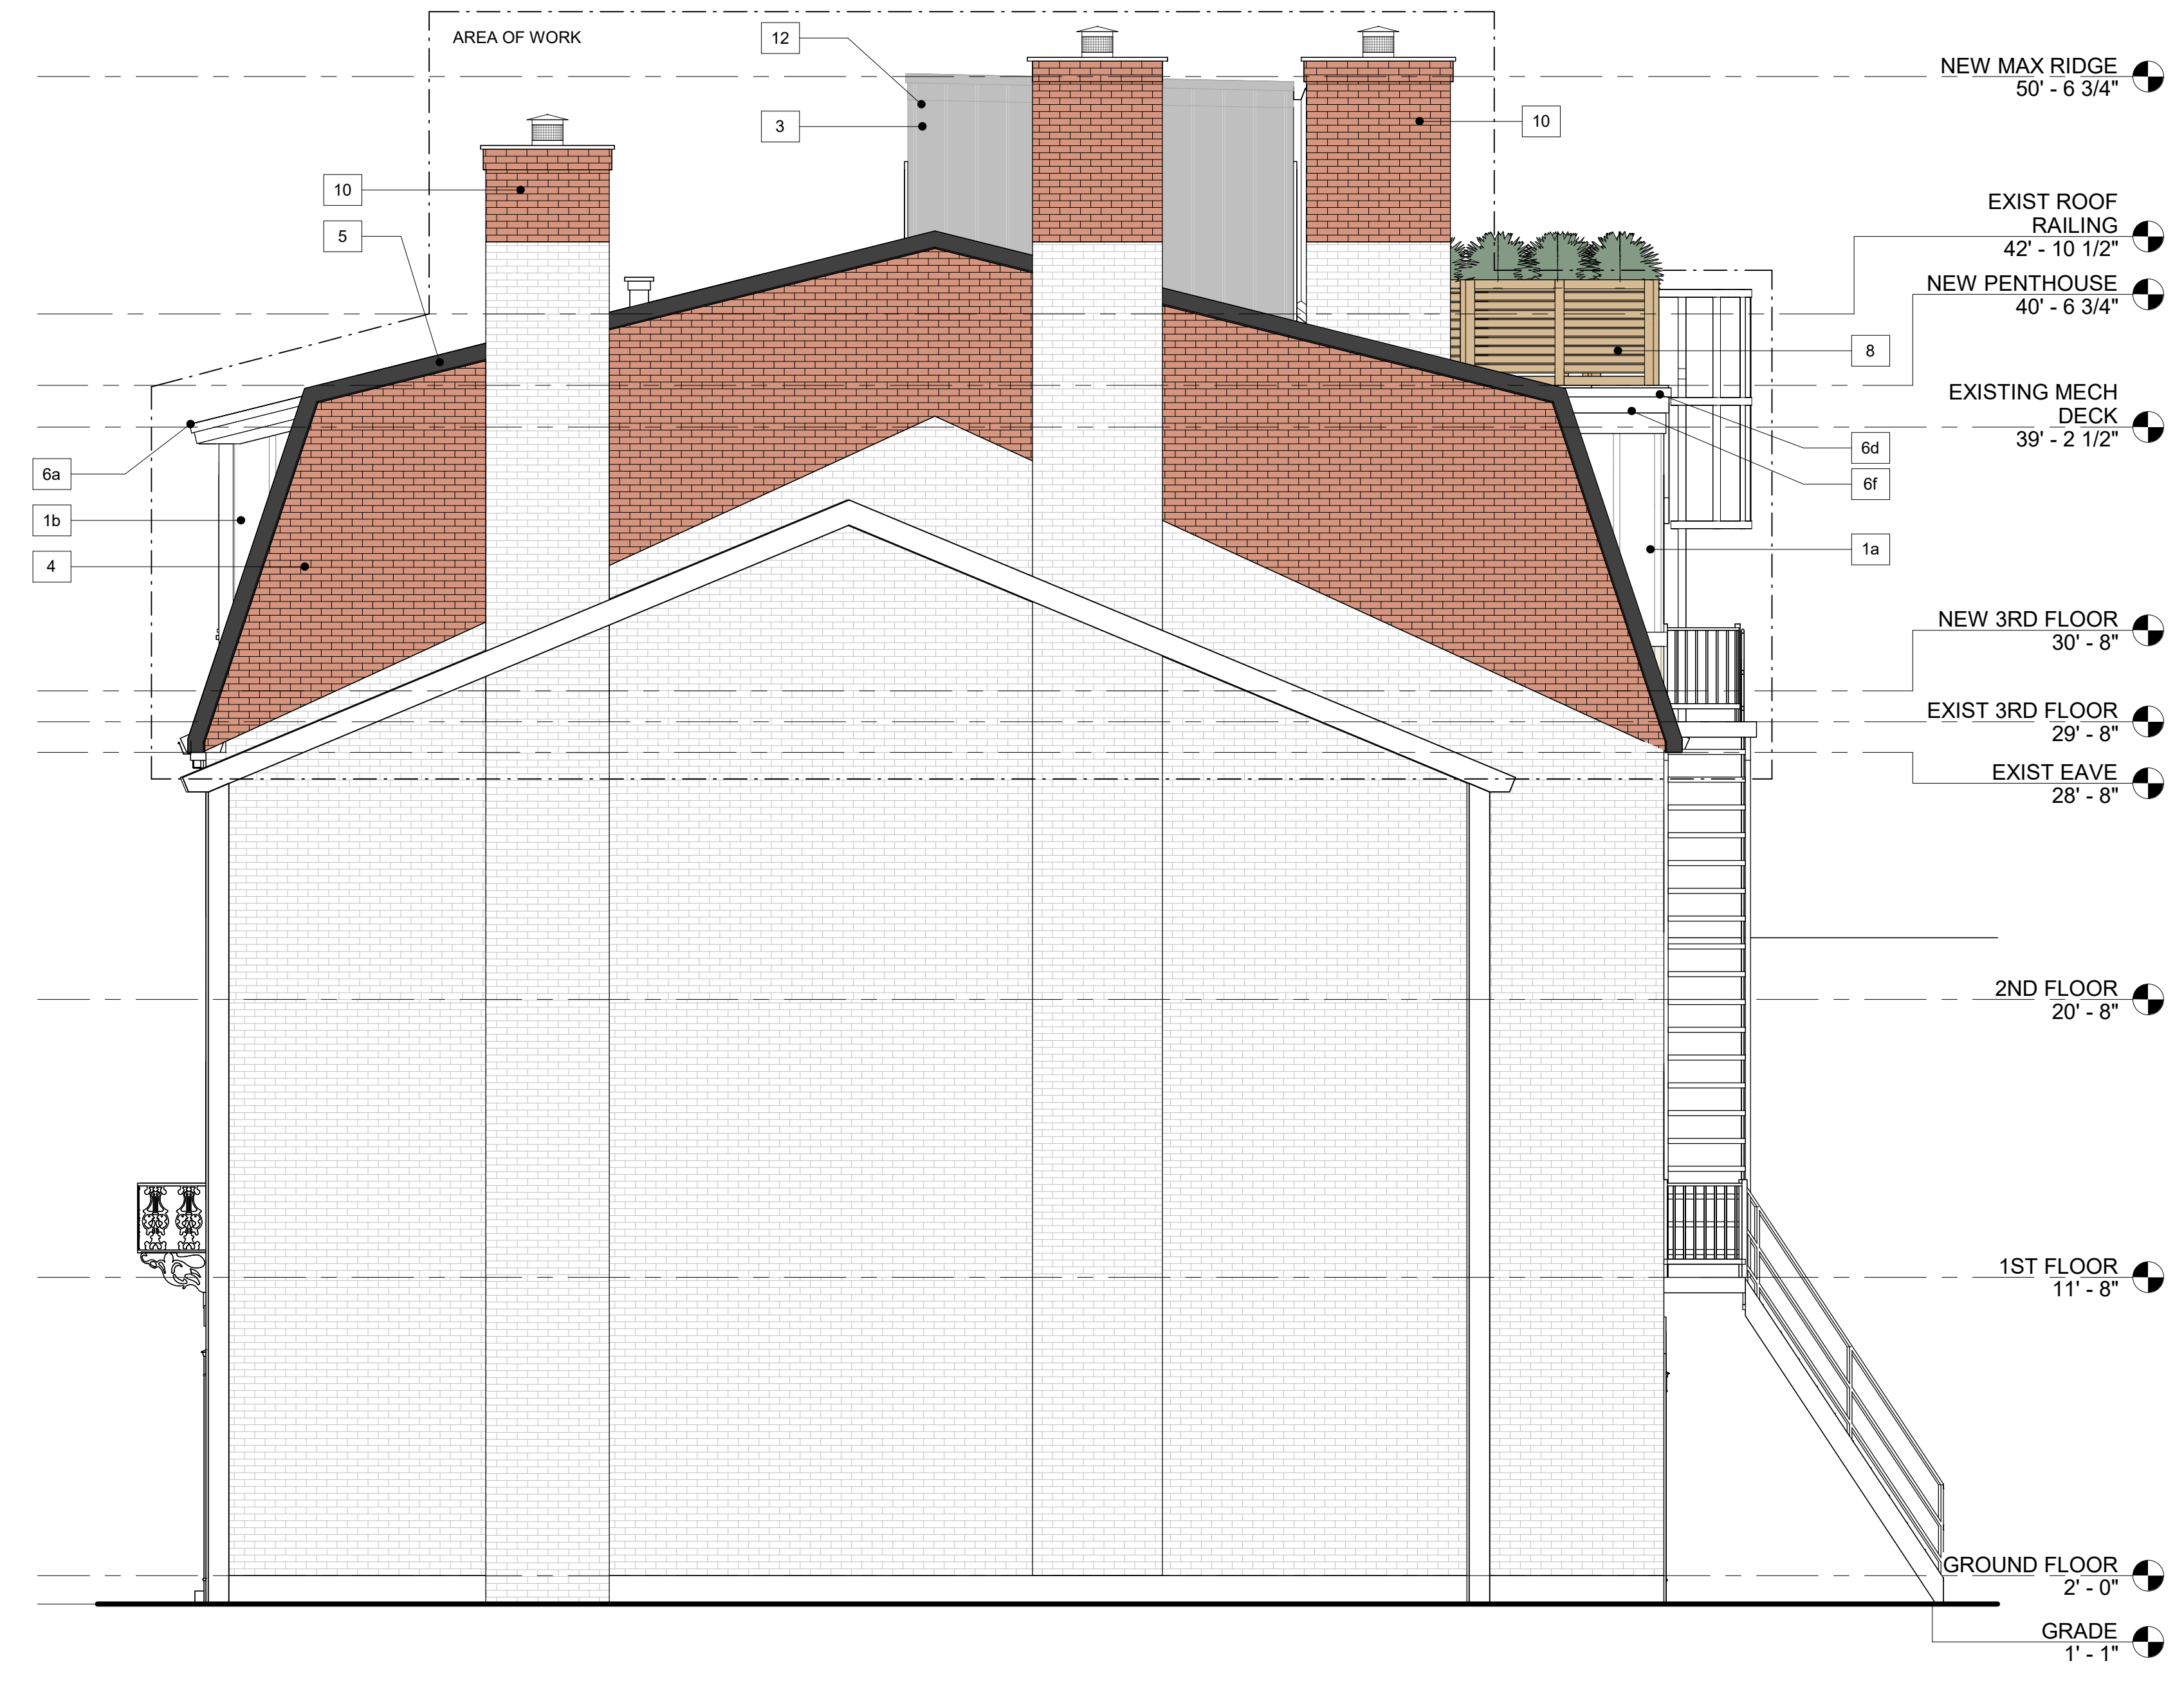 AREA OF WORK
12
3
10
10
5
6a
1b
4
8
6d
6f
1a
NEW MAX RIDGE
50' - 6 3/4"
EXIST ROOF
RAILING
42' - 10 1/2"
NEW PENTHOUSE
40' - 6 3/4"
EXISTING MECH
DECK
39' - 2 1/2"
NEW 3RD FLOOR
30' - 8"
EXIST 3RD FLOOR
29' - 8"
EXIST EAVE
28' - 8"
2ND FLOOR
20' - 8"
1ST FLOOR
11' - 8"
GROUND FLOOR
2' - 0"
GRADE
1' - 1"